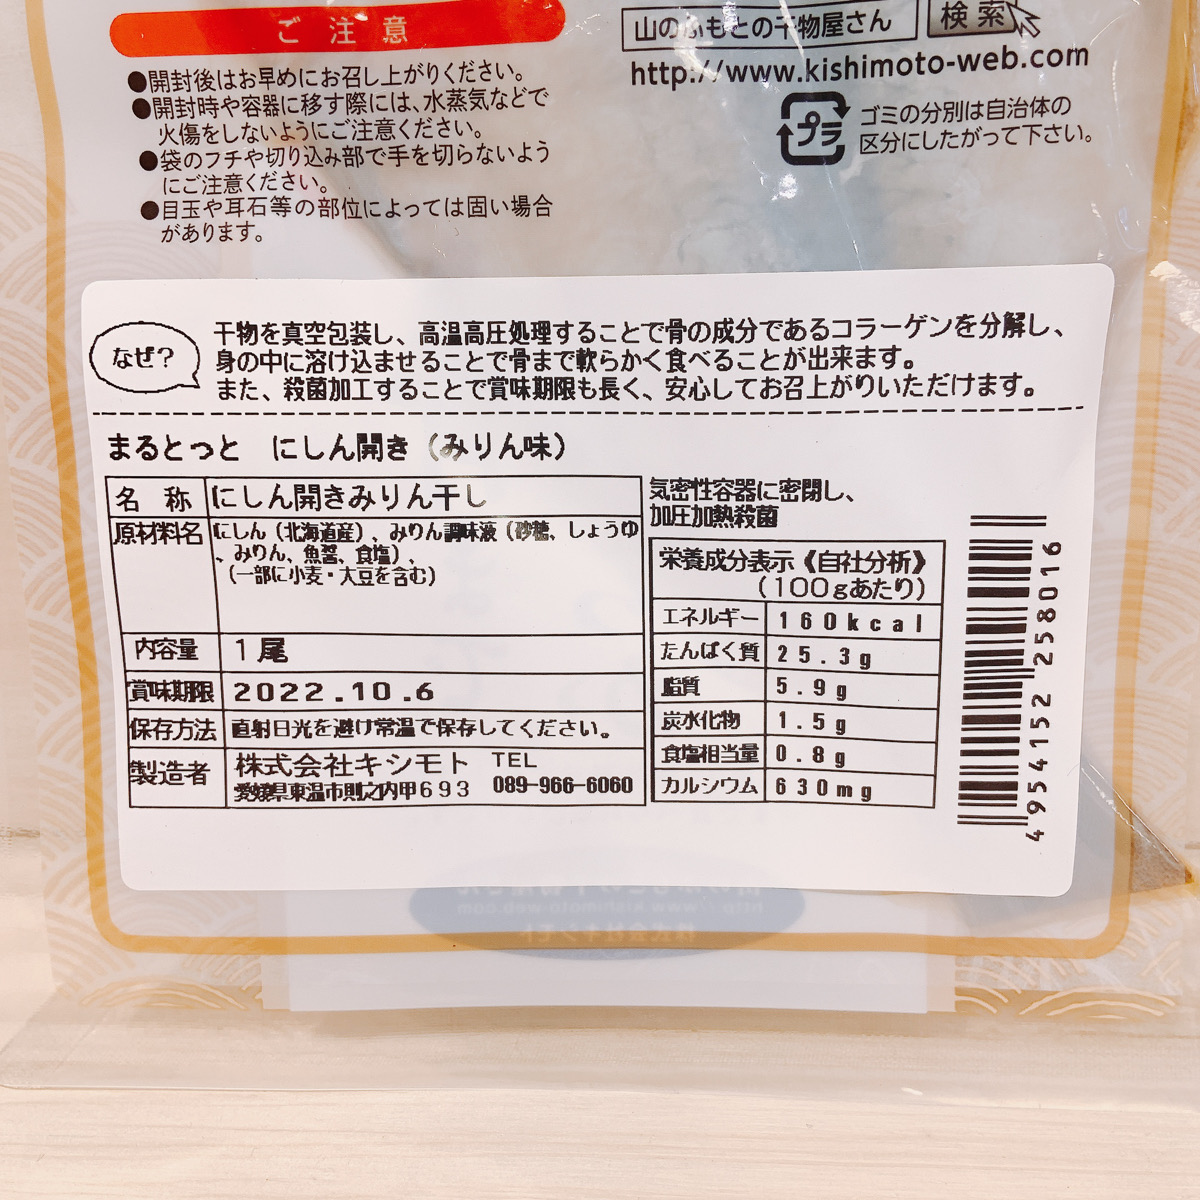 ご注意
●開封後はお早めにお召し上がりください。
●開封時や容器に移す際には、水蒸気などで
火傷をしないようにご注意ください。
●袋のフチや切り込み部で手を切らないよう
にご注意ください。
●目玉や耳石等の部位によっては固い場合
があります。
山のふもとの干物屋さん 検索
http://www.kishimoto-web.com
プラ
ゴミの分別は自治体の
区分にしたがって下さい。
なぜ?
干物を真空包装し、高温高圧処理することで骨の成分であるコラーゲンを分解し、
身の中に溶け込ませることで骨まで軟らかく食べることが出来ます。
また、殺菌加工することで賞味期限も長く、安心してお召上がりいただけます。
まるとっと にしん開き（みりん味）
名称 にしん開きみりん干し
原材料名 にしん（北海道産）、みりん調味液（砂糖、しょうゆ
、みりん、魚醤、食塩）、
（一部に小麦・大豆を含む）
内容量 1尾
賞味期限 2022.10.6
保存方法 直射日光を避け常温で保存してください。
製造者 株式会社キシモト TEL
愛媛県東温市則之内甲693 089-966-6060
気密性容器に密閉し、
加圧加熱殺菌
栄養成分表示《自社分析》
（100gあたり）
エネルギー 160kcal
たんぱく質 25.3g
脂質 5.9g
炭水化物 1.5g
食塩相当量 0.8g
カルシウム 630mg
4954152258016